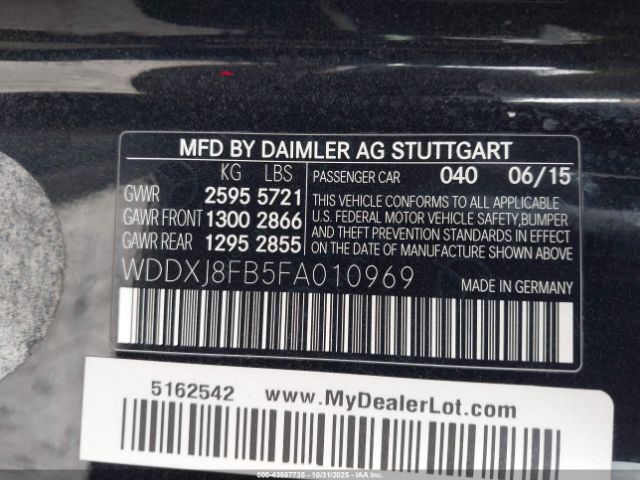 MFD BY DAIMLER AG STUTTGART
KG LBS
GVWR 2595 5721
GAWR FRONT 1300 2866
GAWR REAR 1295 2855
PASSENGER CAR 040 06/15
THIS VEHICLE CONFORMS TO ALL APPLICABLE
U.S. FEDERAL MOTOR VEHICLE SAFETY,BUMPER
AND THEFT PREVENTION STANDARDS IN EFFECT
ON THE DATE OF MANUFACTURE SHOWN ABOVE
WDDXJ8FB5FA010969
MADE IN GERMANY
5162542 www.MyDealerLot.com
000-43587735 - 10/31/2025 - IAAI.COM